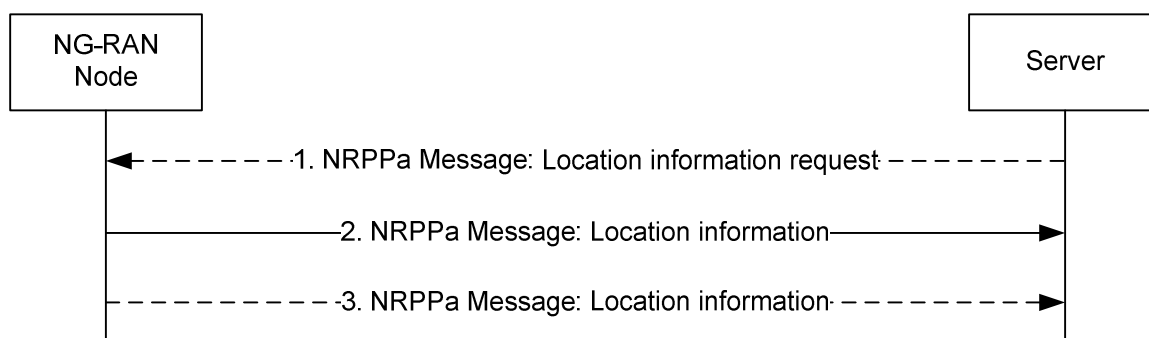 NG-RAN
Node
Server
1. NRPPa Message: Location information request
2. NRPPa Message: Location information
3. NRPPa Message: Location information